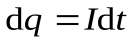 dq = Idt